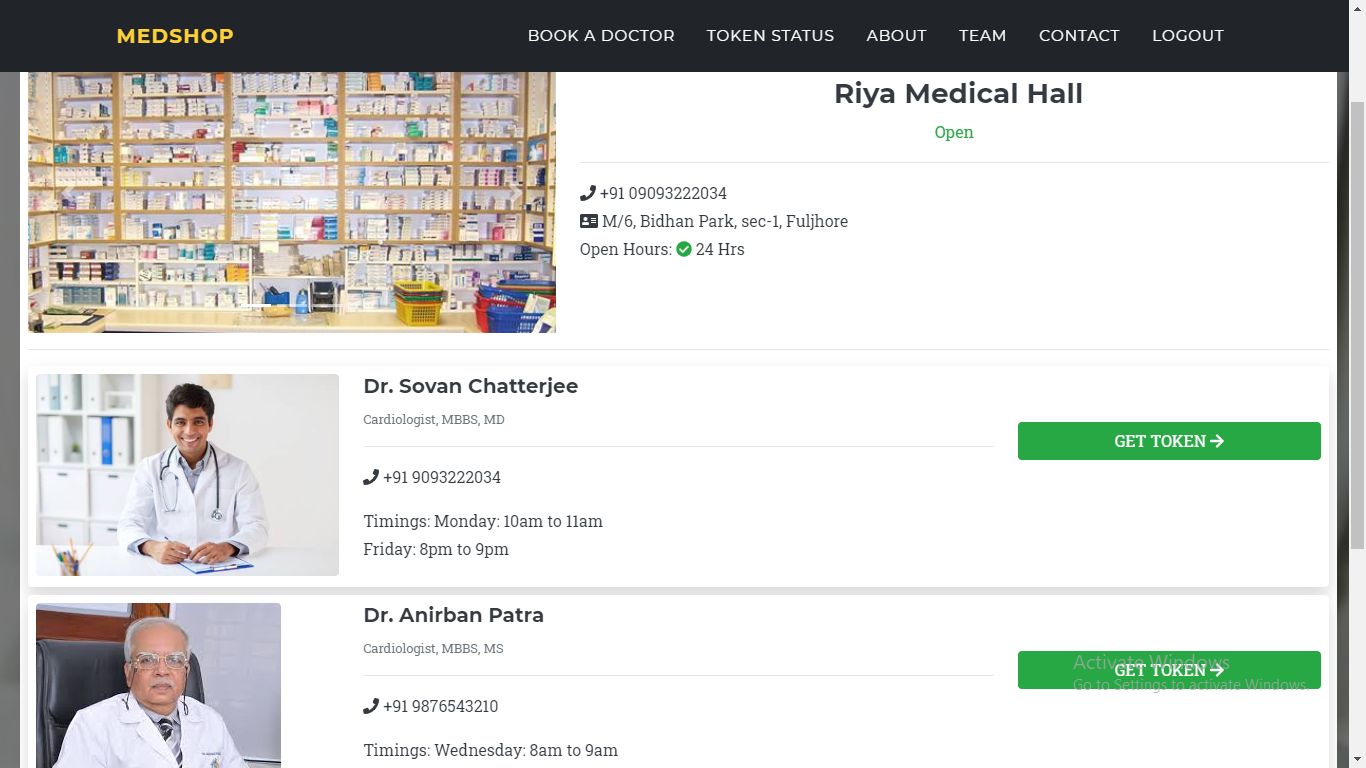 MEDSHOP
BOOK A DOCTOR TOKEN STATUS ABOUT TEAM CONTACT LOGOUT
Riya Medical Hall
Open
+91 09093222034
M/6, Bidhan Park, sec-1, Fuljhore
Open Hours: 24 Hrs
Dr. Sovan Chatterjee
Cardiologist, MBBS, MD
GET TOKEN
+91 9093222034
Timings: Monday: 10am to 11am
Friday: 8pm to 9pm
Dr. Anirban Patra
Cardiologist, MBBS, MS
GET TOKEN
Activate Windows
Go to Settings to activate Windows.
+91 9876543210
Timings: Wednesday: 8am to 9am